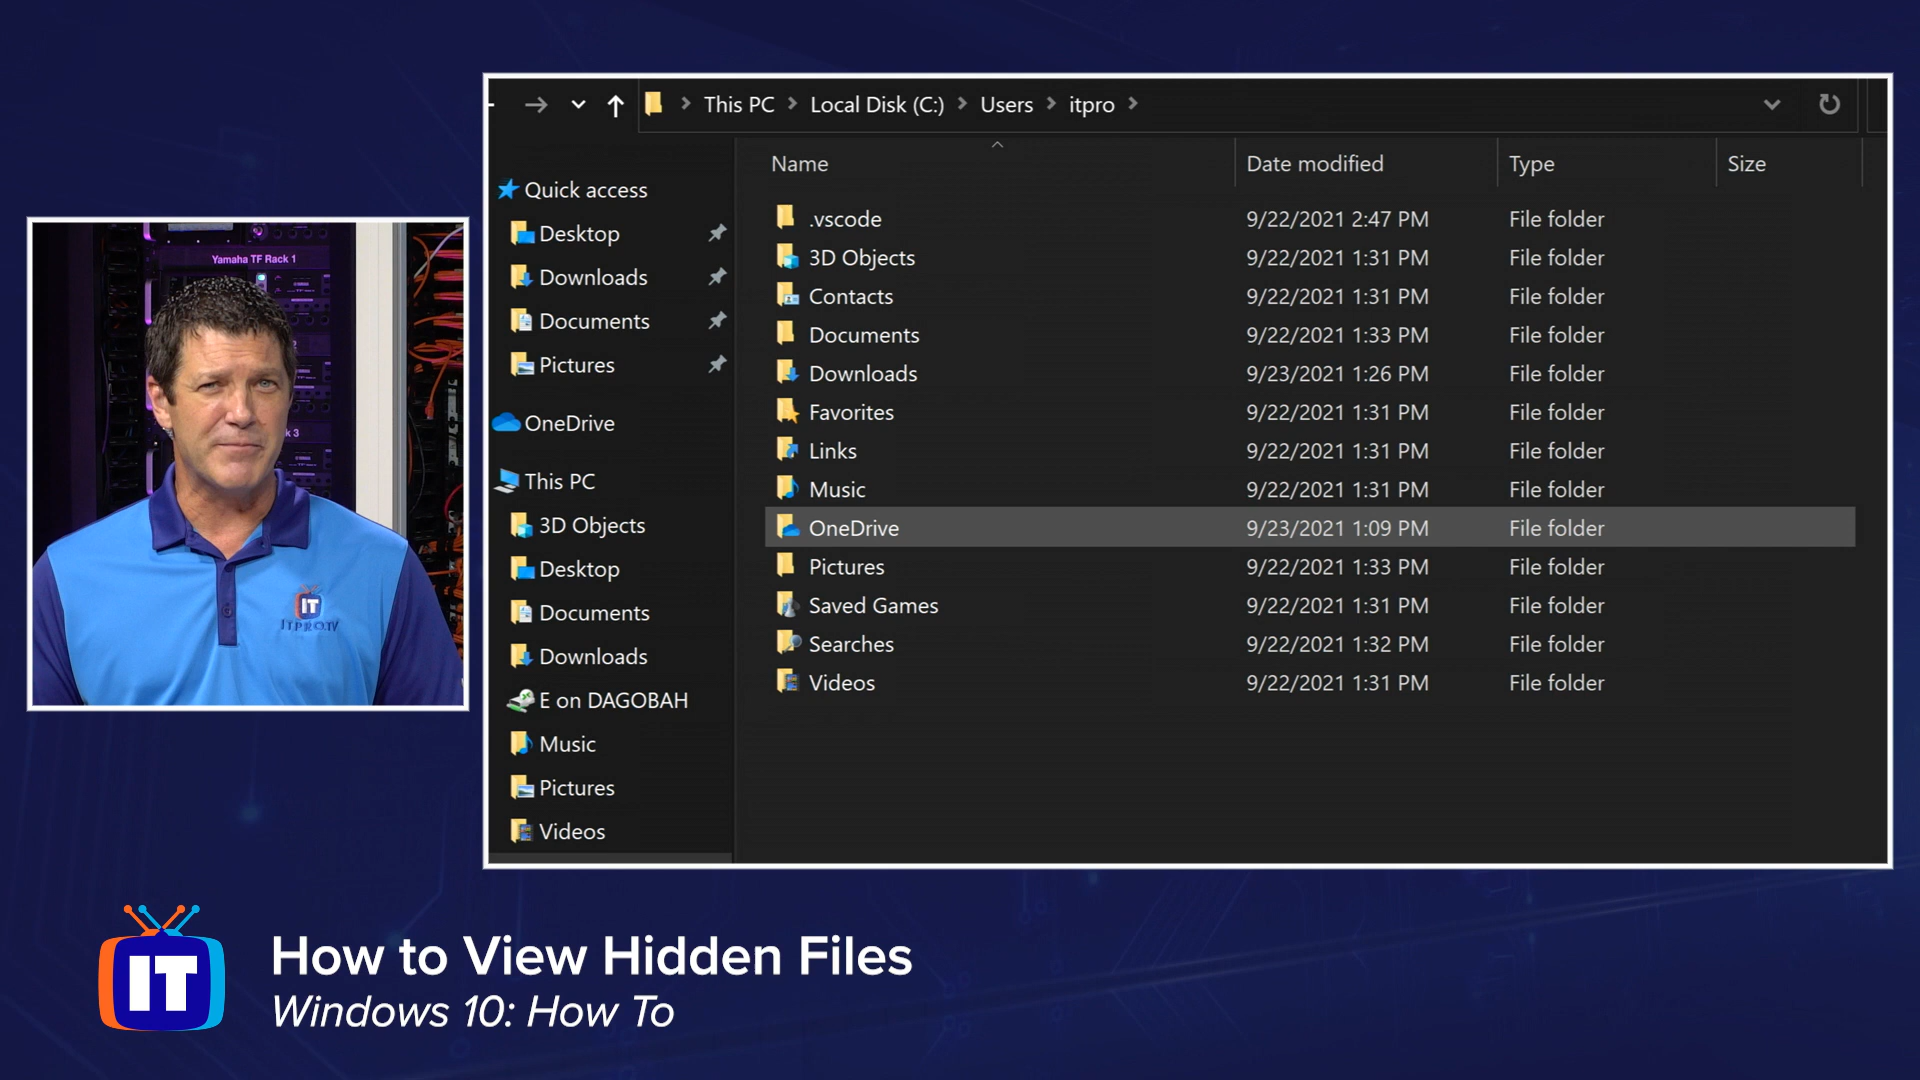 This PC Local Disk (C:) Users itpro
Name Date modified Type Size
Quick access
Desktop
Downloads
Documents
Pictures
OneDrive
This PC
3D Objects
Desktop
Documents
Downloads
E on DAGOBAH
Music
Pictures
Videos
.vscode 9/22/2021 2:47 PM File folder
3D Objects 9/22/2021 1:31 PM File folder
Contacts 9/22/2021 1:31 PM File folder
Documents 9/22/2021 1:33 PM File folder
Downloads 9/23/2021 1:26 PM File folder
Favorites 9/22/2021 1:31 PM File folder
Links 9/22/2021 1:31 PM File folder
Music 9/22/2021 1:31 PM File folder
OneDrive 9/23/2021 1:09 PM File folder
Pictures 9/22/2021 1:33 PM File folder
Saved Games 9/22/2021 1:31 PM File folder
Searches 9/22/2021 1:32 PM File folder
Videos 9/22/2021 1:31 PM File folder
Yamaha TF Rack 1
k 3
IT
ITPROTV
IT
How to View Hidden Files
Windows 10: How To